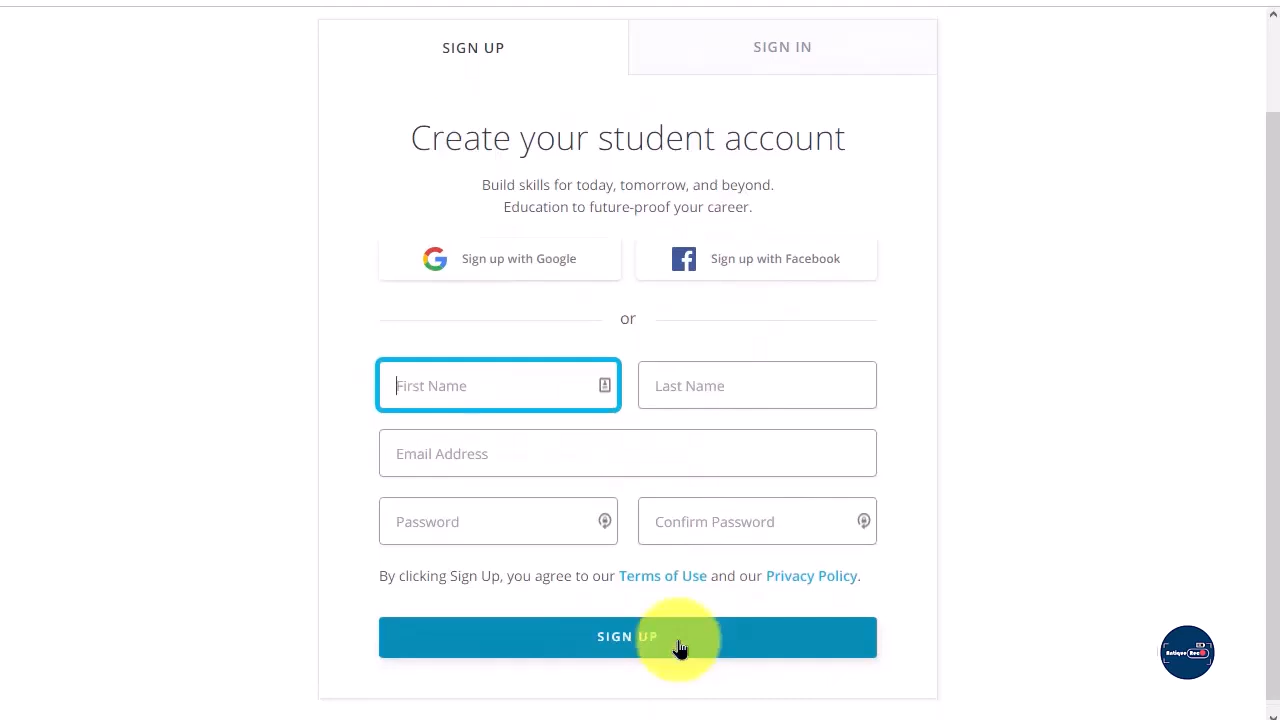 SIGN UP
SIGN IN
Create your student account
Build skills for today, tomorrow, and beyond.
Education to future-proof your career.
Sign up with Google
Sign up with Facebook
or
First Name
Last Name
Email Address
Password
Confirm Password
By clicking Sign Up, you agree to our Terms of Use and our Privacy Policy.
SIGN UP